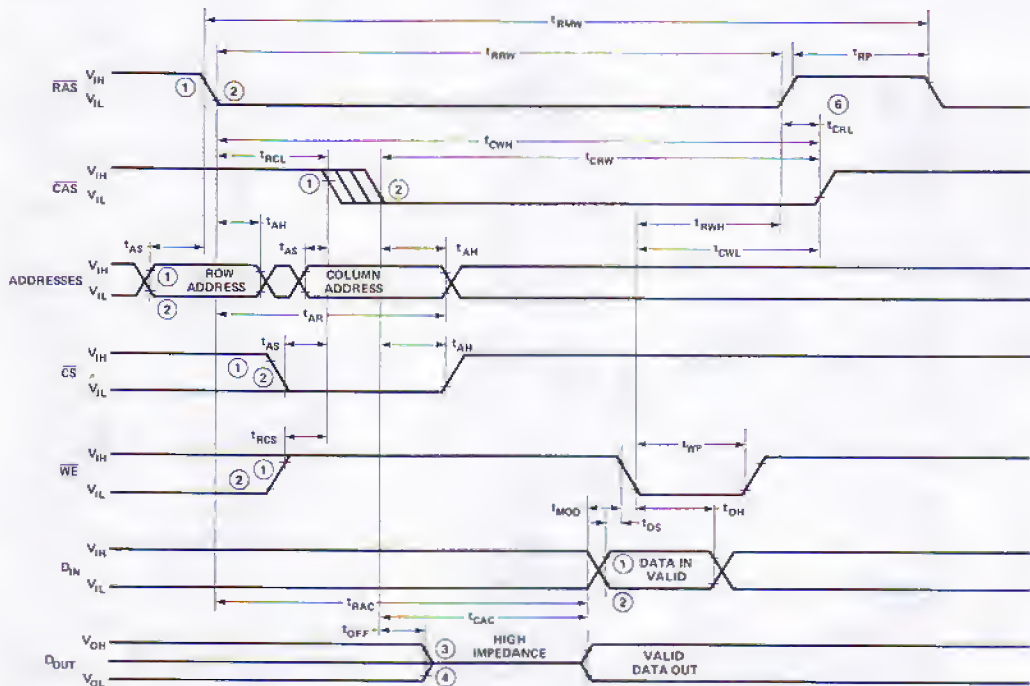 tRMW
tRRW
tRP
RAS
VIH
VIL
①
②
⑥
tCRL
tCWH
tRCL
tCRW
CAS
VIH
VIL
①
②
tRWH
tCWL
tAS
tAH
tAS
tAH
ADDRESSES
VIH
VIL
①
②
ROW
ADDRESS
COLUMN
ADDRESS
tAR
CS
VIH
VIL
tAS
tAH
①
②
tRCS
WE
VIH
VIL
①
②
tWP
tMOD
tDS
tDH
DIN
VIH
VIL
①
②
DATA IN
VALID
tRAC
tCAC
tOFF
DOUT
VOH
VOL
③
④
HIGH
IMPEDANCE
VALID
DATA OUT